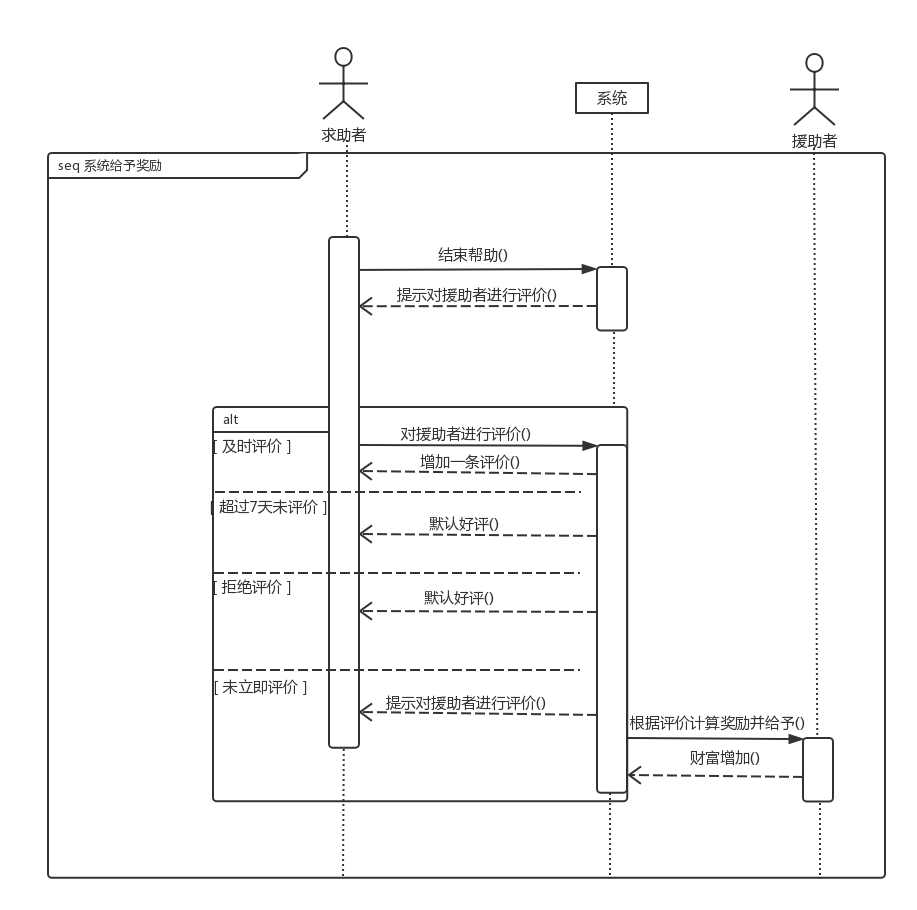 求助者
系统
援助者
seq 系统给予奖励
结束帮助()
提示对援助者进行评价()
alt
对援助者进行评价()
[ 及时评价 ]
增加一条评价()
[ 超过7天未评价 ]
默认好评()
[ 拒绝评价 ]
默认好评()
[ 未立即评价 ]
提示对援助者进行评价()
根据评价计算奖励并给予()
财富增加()